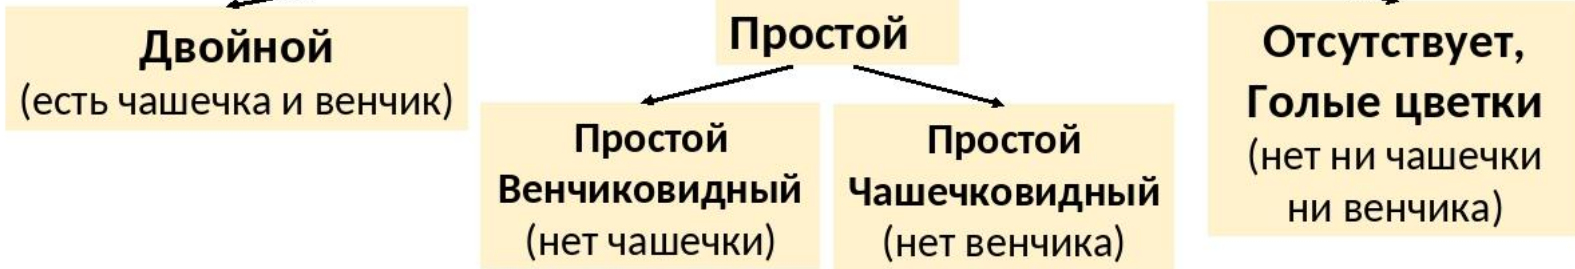 Двойной
(есть чашечка и венчик)
Простой
Простой
Венчиковидный
(нет чашечки)
Простой
Чашечковидный
(нет венчика)
Отсутствует,
Голые цветки
(нет ни чашечки
ни венчика)